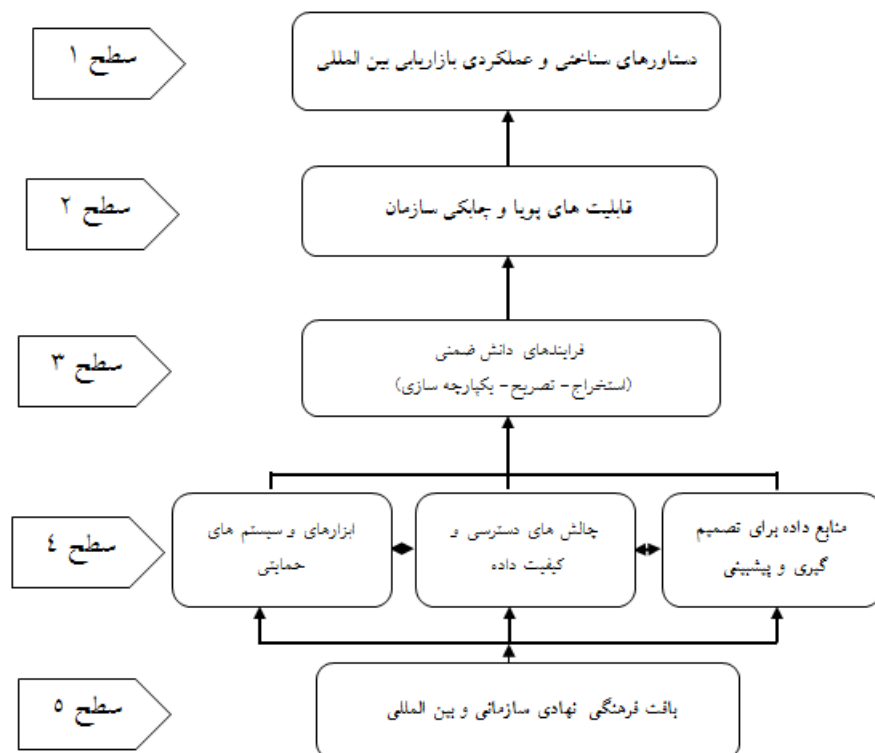 سطح ۱
دستاورهای سناختی و عملکردی بازاریابی بین المللی
سطح ۲
قابلیت های پویا و چابکی سازمان
سطح ۳
فرایندهای دانش ضمنی
(استخراج- تصریح- یکپارچه سازی)
سطح ٤
منابع داده برای تصمیم
گیری و پیشبینی
چالش های دسترسی و
کیفیت داده
ابزارهای و سیستم های
حمایتی
سطح ٥
بافت فرهنگی نهادی سازمانی و بین المللی